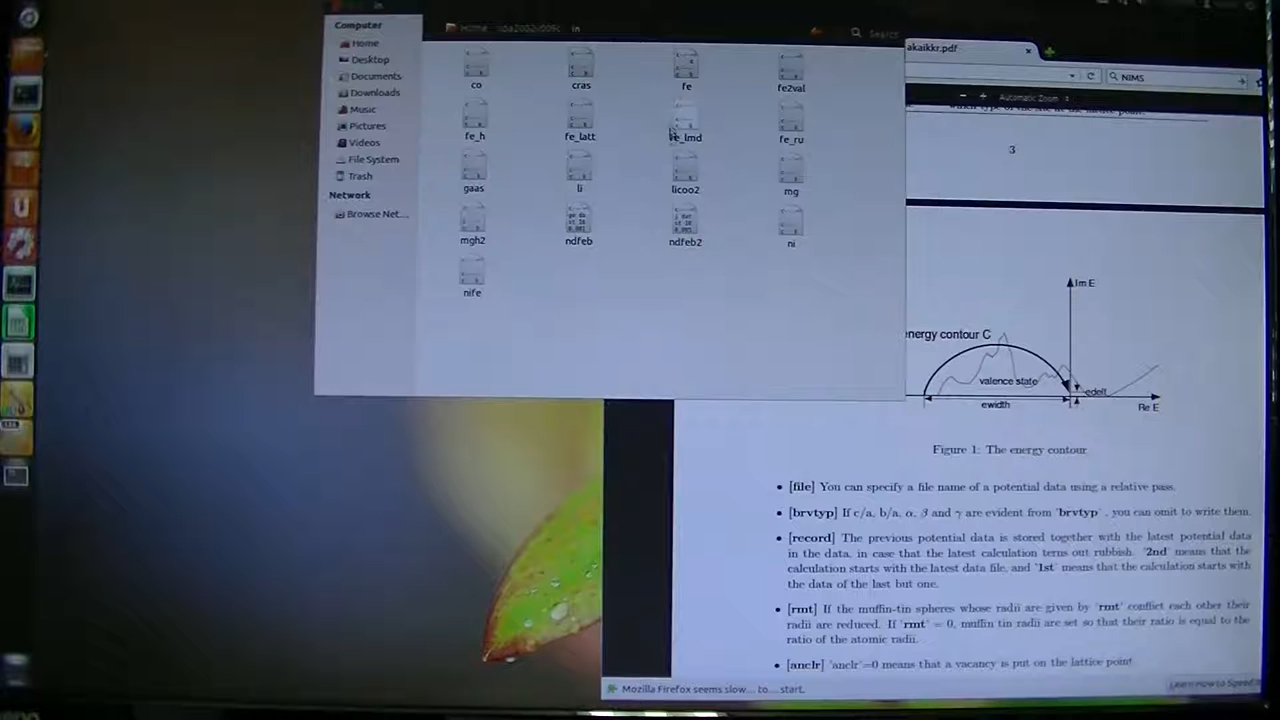 Computer
Home
Desktop
Documents
Downloads
Music
Pictures
Videos
File System
Trash
Network
Browse Net...
Home
in
Search
co
cras
fe
fe2val
fe_h
fe_latt
fe_lmd
fe_ru
gaas
li
licoo2
mg
mgh2
ndfeb
ndfeb2
ni
nife
akaikkr.pdf
NIMS
Automatic Zoom
3
Im E
energy contour C
valence state
edelt
ewidth
Re E
Figure 1: The energy contour.
• [file] You can specify a file name of a potential data using a relative pass.
• [brvtyp] If c/a, b/a, α, β and γ are evident from 'brvtyp' , you can omit to write them.
• [record] The previous potential data is stored together with the latest potential data
in the data, in case that the latest calculation terns out rubbish. '2nd' means that the
calculation starts with the latest data file, and '1st' means that the calculation starts with
the data of the last but one.
• [rmt] If the muffin-tin spheres whose radii are given by 'rmt' conflict each other their
radii are reduced. If 'rmt' = 0, muffin tin radii are set so that their ratio is equal to the
ratio of the atomic radii.
• [anclr] 'anclr'=0 means that a vacancy is put on the lattice point
Mozilla Firefox seems slow... to... start.
Learn How to Speed